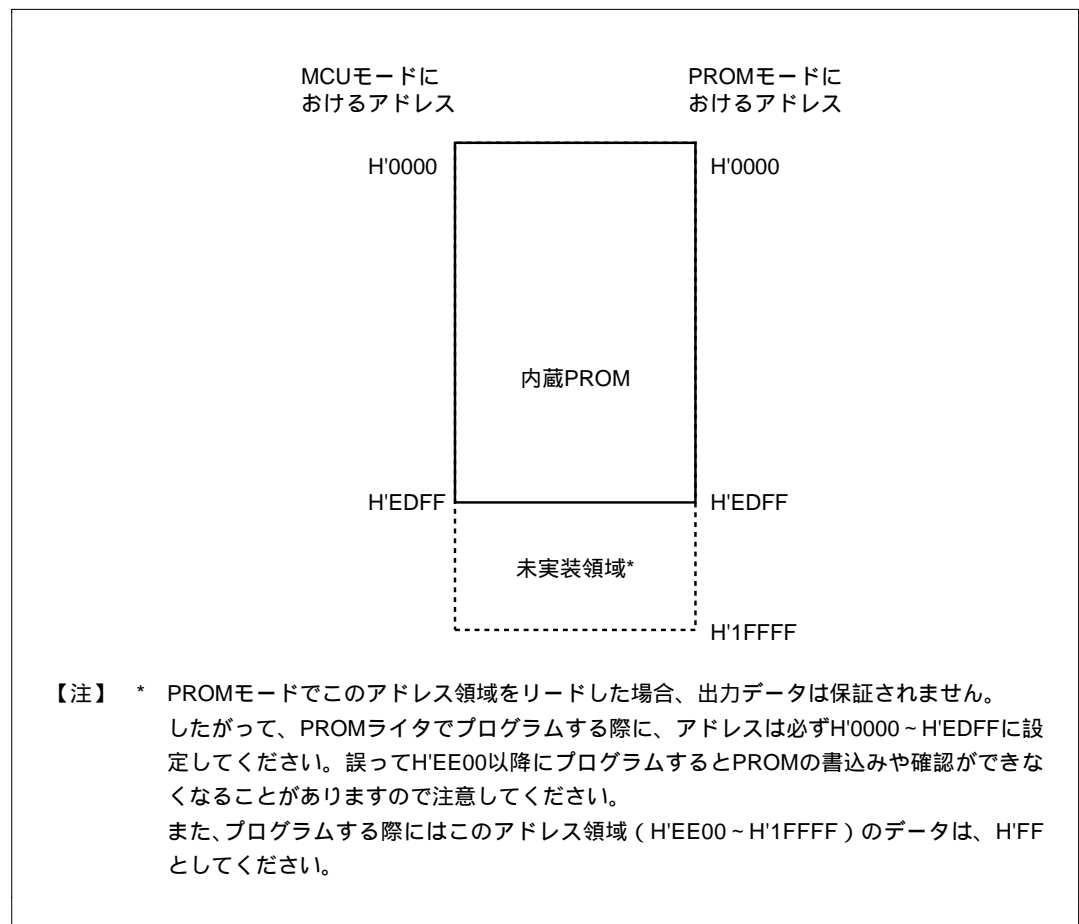 MCUモードに
おけるアドレス
PROMモードに
おけるアドレス
H'0000
H'0000
内蔵PROM
H'EDFF
H'EDFF
未実装領域*
H'1FFFF
【注】 * PROMモードでこのアドレス領域をリードした場合、出力データは保証されません。
したがって、PROMライタでプログラムする際に、アドレスは必ずH'0000～H'EDFFに設
定してください。誤ってH'EE00以降にプログラムするとPROMの書込みや確認ができな
くなることがありますので注意してください。
また、プログラムする際にはこのアドレス領域（H'EE00～H'1FFFF）のデータは、H'FF
としてください。